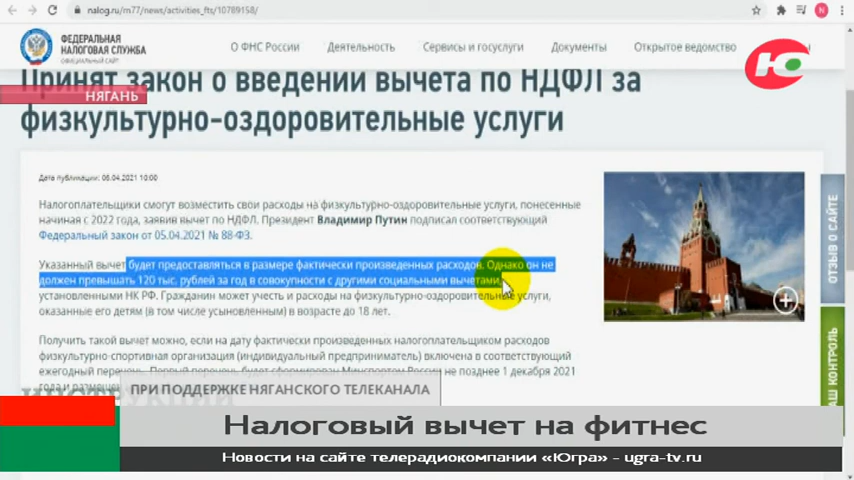 nalog.ru/rn77/news/activities_fts/10789158/
N
ФЕДЕРАЛЬНАЯ
НАЛОГОВАЯ СЛУЖБА
ОФИЦИАЛЬНЫЙ САЙТ
О ФНС России Деятельность Сервисы и госуслуги Документы Открытое ведомство
Ю
Принят закон о введении вычета по НДФЛ за
НЯГАНЬ
физкультурно-оздоровительные услуги
Дата публикации: 06.04.2021 10:00
Налогоплательщики смогут возместить свои расходы на физкультурно-оздоровительные услуги, понесенные
начиная с 2022 года, заявив вычет по НДФЛ. Президент Владимир Путин подписал соответствующий
Федеральный закон от 05.04.2021 № 88-ФЗ.
Указанный вычет будет предоставляться в размере фактически произведенных расходов. Однако он не
должен превышать 120 тыс. рублей за год в совокупности с другими социальными вычетами,
установленными НК РФ. Гражданин может учесть и расходы на физкультурно-оздоровительные услуги,
оказанные его детям (в том числе усыновленным) в возрасте до 18 лет.
Получить такой вычет можно, если на дату фактически произведенных налогоплательщиком расходов
физкультурно-спортивная организация (индивидуальный предприниматель) включена в соответствующий
ежегодный перечень. Первый перечень будет сформирован Минспортом России не позднее 1 декабря 2021
года и
ОТЗЫВ О САЙТЕ
КОНТРОЛЬ
ПРИ ПОДДЕРЖКЕ НЯГАНСКОГО ТЕЛЕКАНАЛА
Налоговый вычет на фитнес
Новости на сайте телерадиокомпании «Югра» - ugra-tv.ru